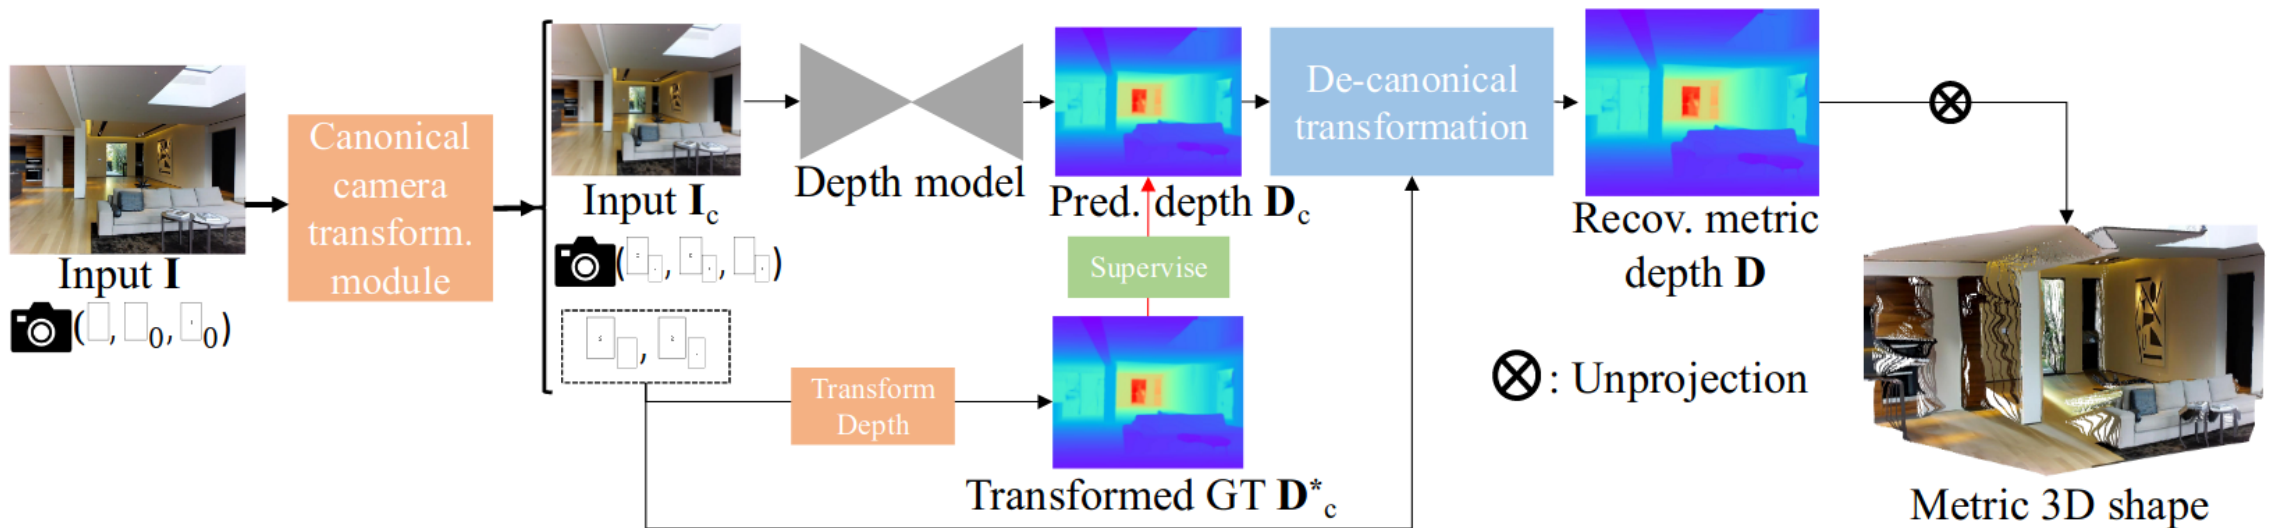 Canonical
camera
transform.
module
Input I
Input I_c
Depth model
Pred. depth D_c
De-canonical
transformation
Recov. metric
depth D
Supervise
Transform
Depth
Transformed GT D*_c
⊗: Unprojection
Metric 3D shape